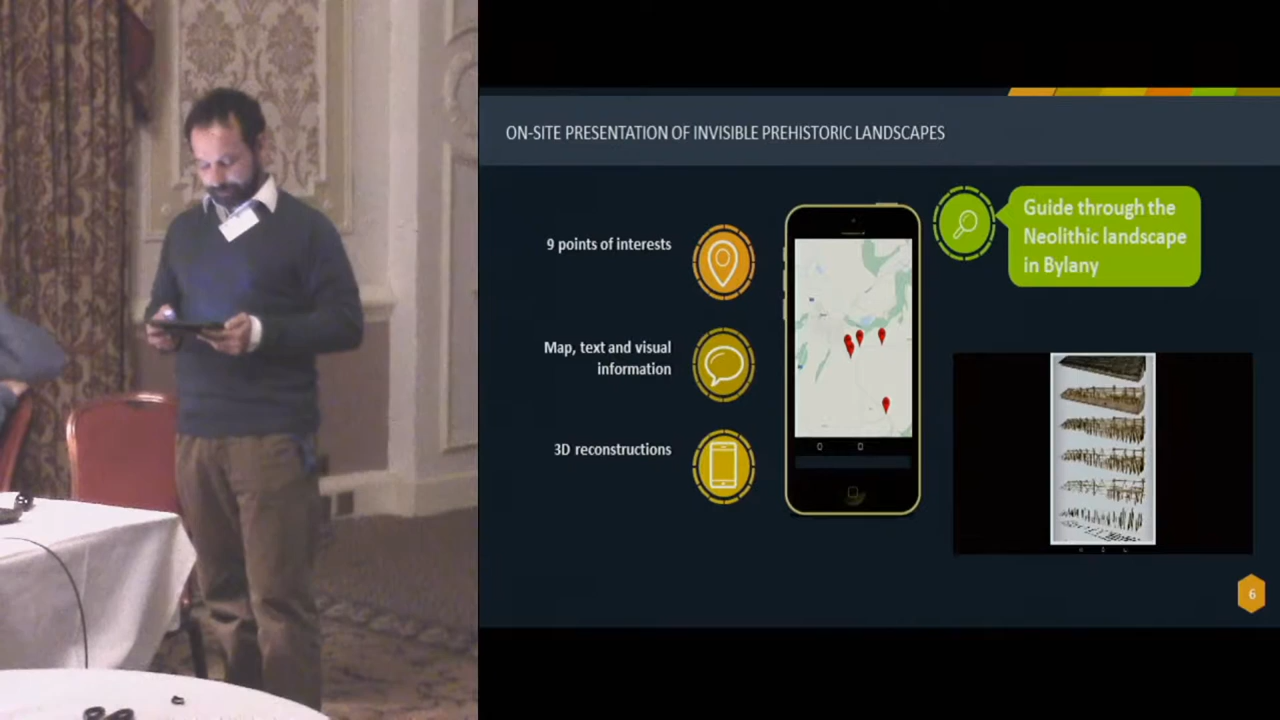 ON-SITE PRESENTATION OF INVISIBLE PREHISTORIC LANDSCAPES
9 points of interests
Map, text and visual
information
3D reconstructions
Guide through the
Neolithic landscape
in Bylany
6